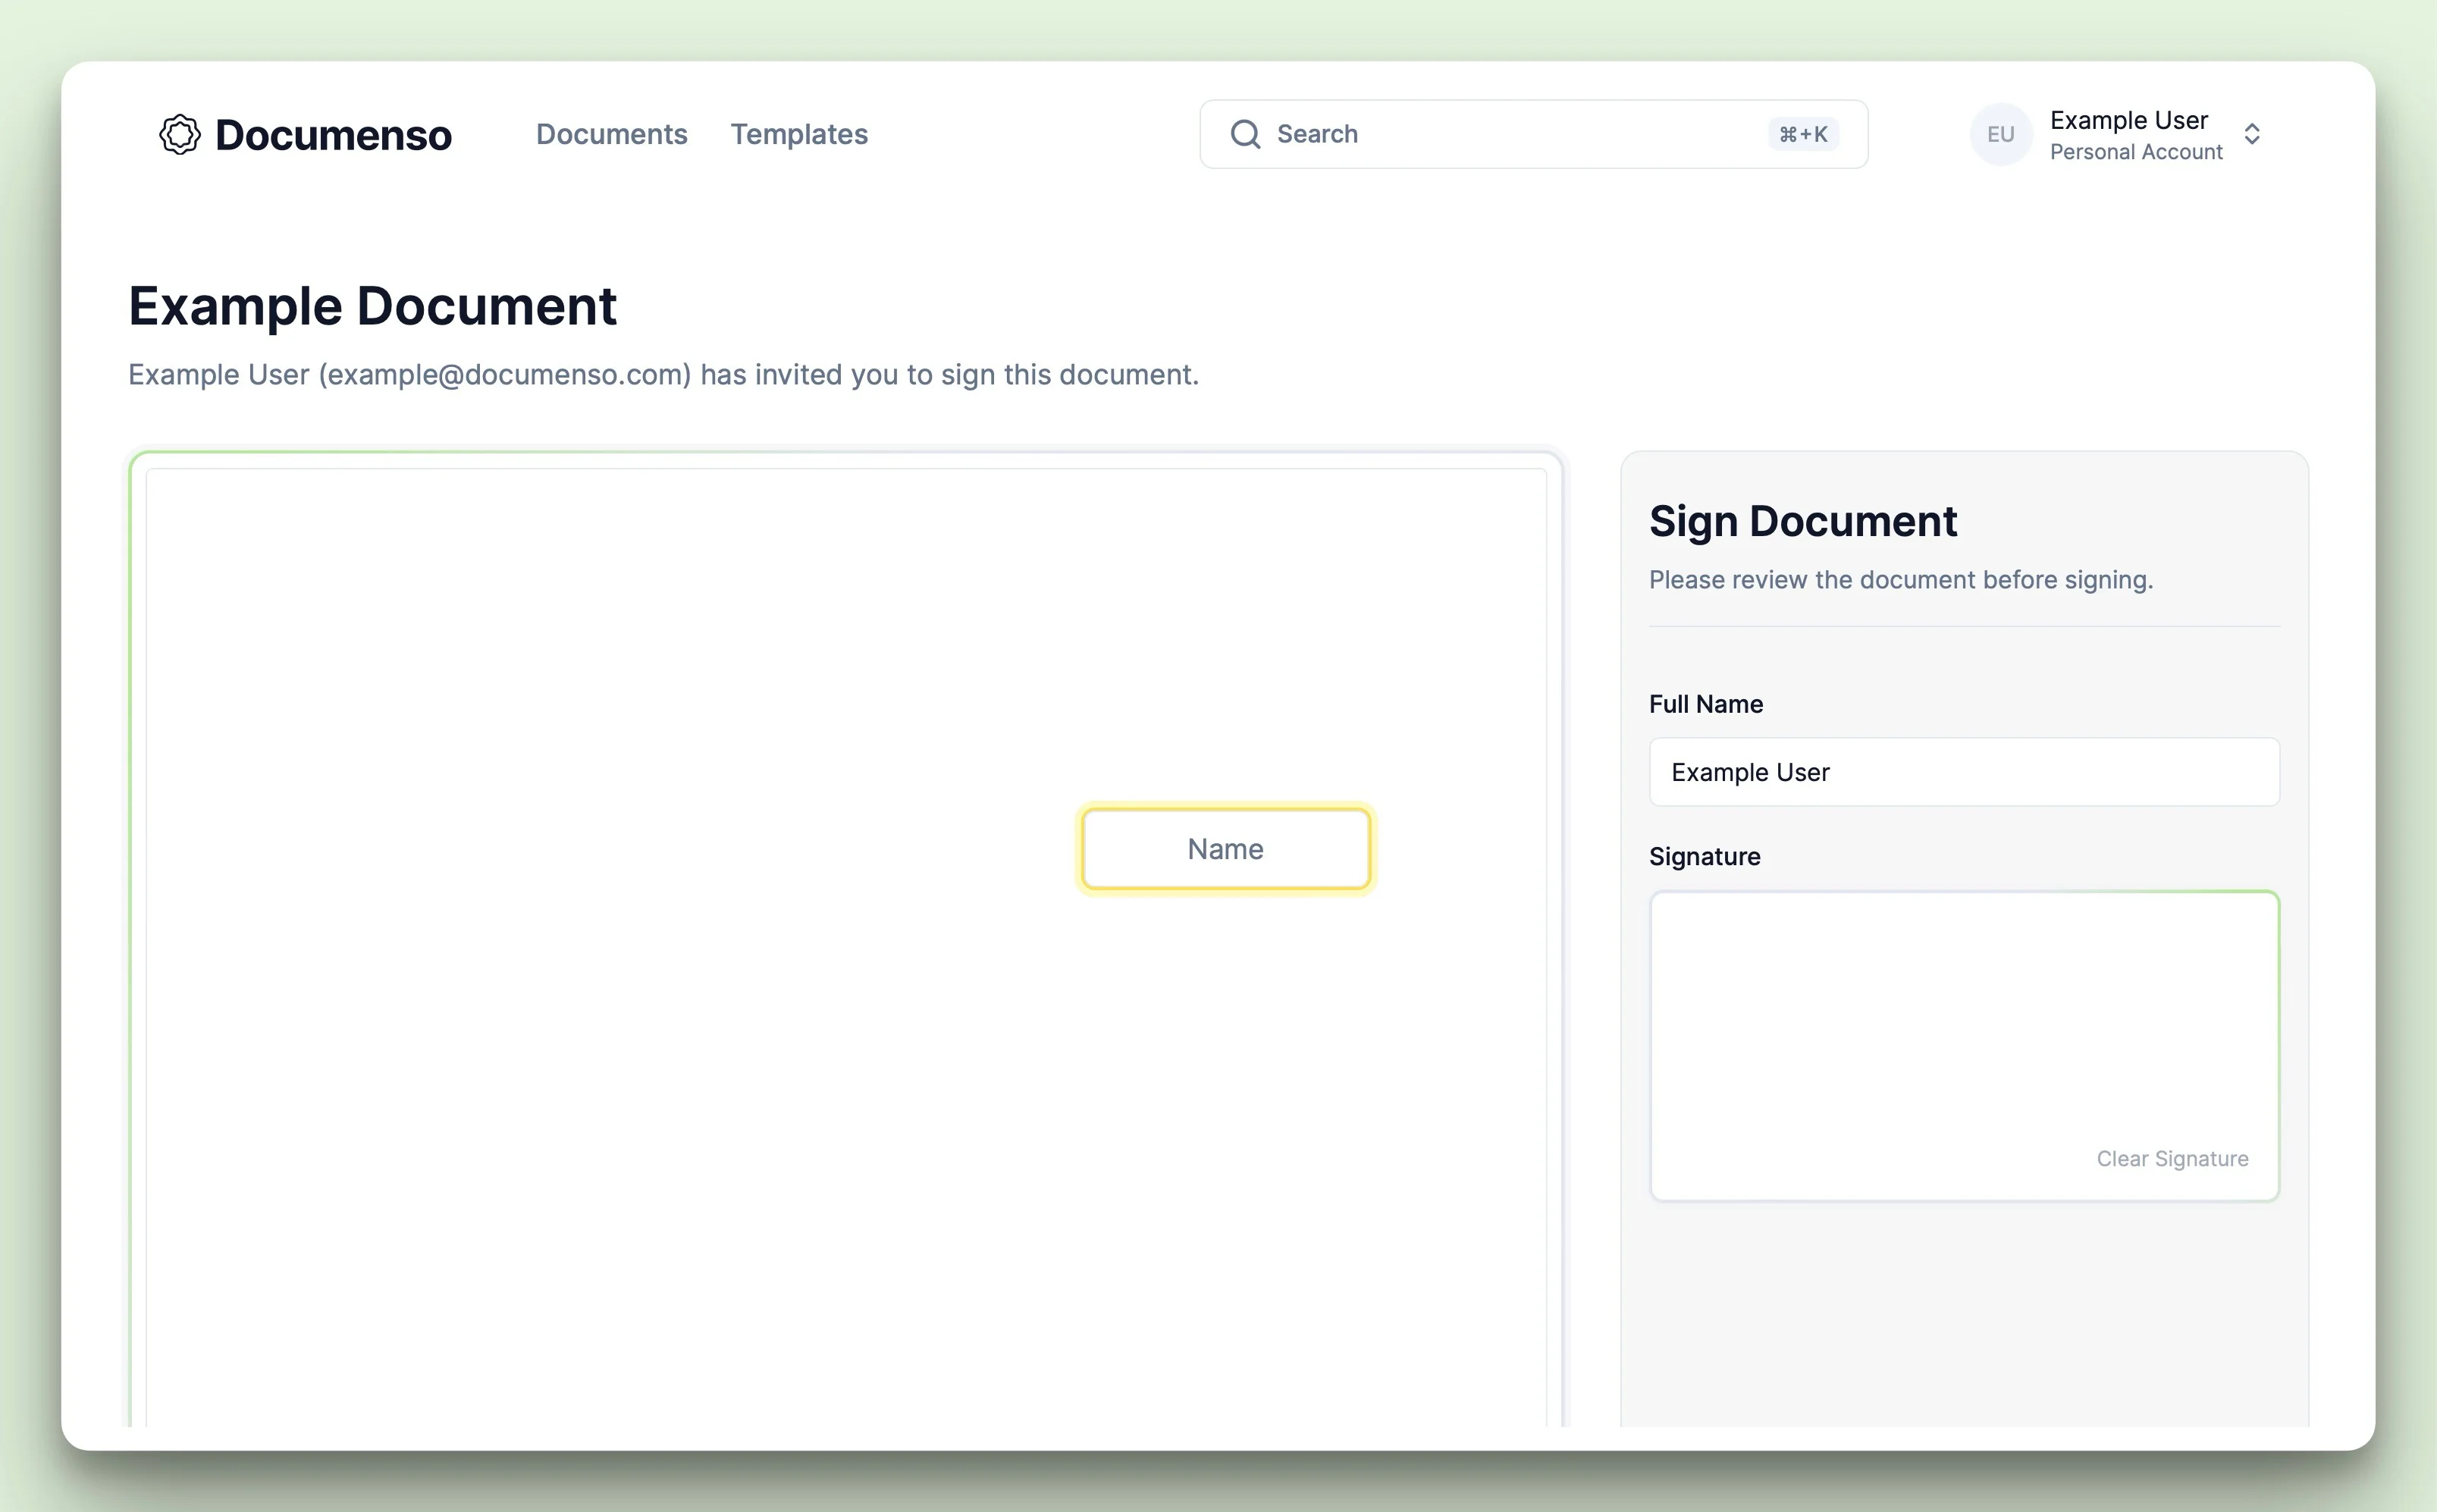 Documenso
Documents
Templates
Search
⌘+K
EU
Example User
Personal Account
Example Document
Example User (example@documenso.com) has invited you to sign this document.
Name
Sign Document
Please review the document before signing.
Full Name
Example User
Signature
Clear Signature